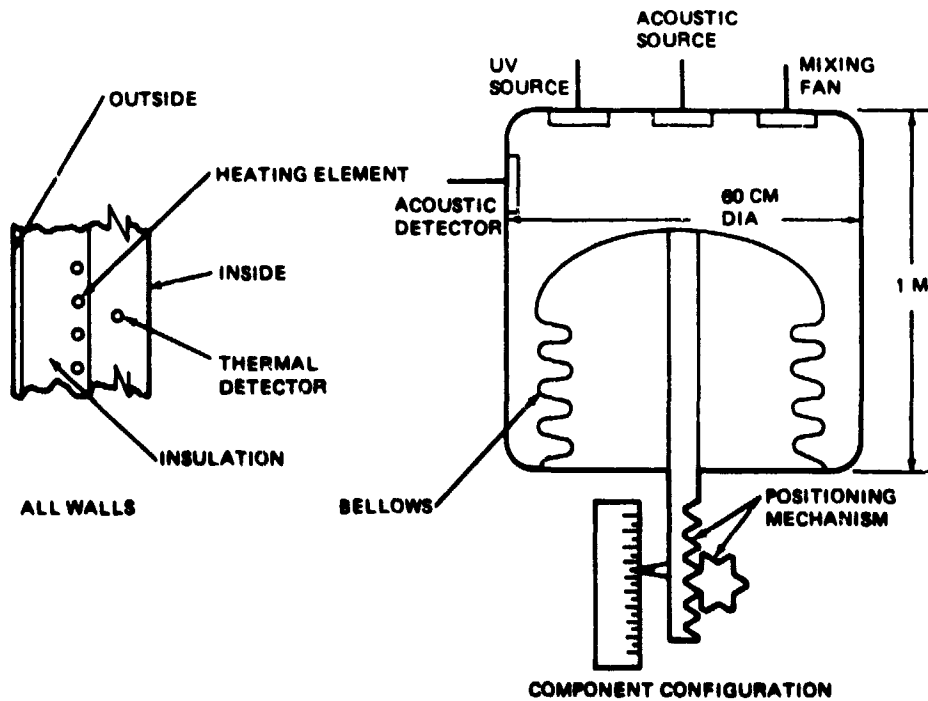 ACOUSTIC
SOURCE
UV
SOURCE
MIXING
FAN
OUTSIDE
HEATING ELEMENT
ACOUSTIC
DETECTOR
60 CM
DIA
INSIDE
1 M
THERMAL
DETECTOR
INSULATION
ALL WALLS
BELLOWS
POSITIONING
MECHANISM
COMPONENT CONFIGURATION